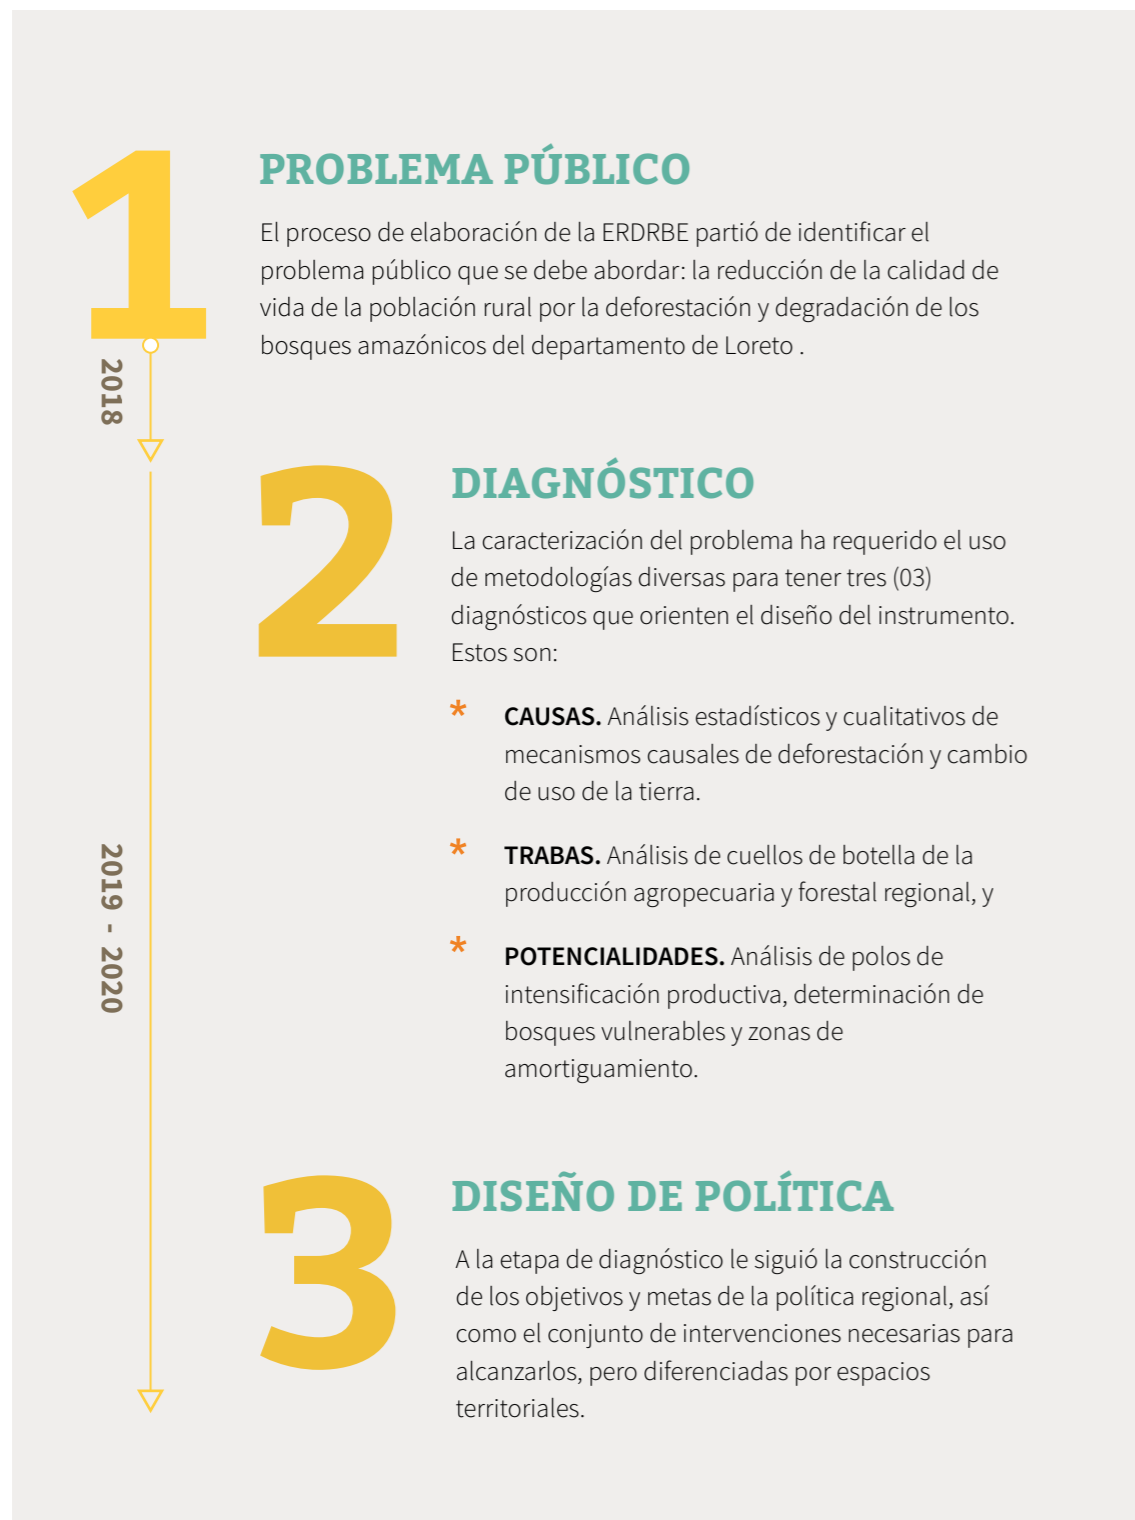 1
PROBLEMA PÚBLICO
El proceso de elaboración de la ERDRBE partió de identificar el
problema público que se debe abordar: la reducción de la calidad de
vida de la población rural por la deforestación y degradación de los
bosques amazónicos del departamento de Loreto .
2018
2
DIAGNÓSTICO
La caracterización del problema ha requerido el uso
de metodologías diversas para tener tres (03)
diagnósticos que orienten el diseño del instrumento.
Estos son:
* CAUSAS. Análisis estadísticos y cualitativos de
mecanismos causales de deforestación y cambio
de uso de la tierra.
* TRABAS. Análisis de cuellos de botella de la
producción agropecuaria y forestal regional, y
* POTENCIALIDADES. Análisis de polos de
intensificación productiva, determinación de
bosques vulnerables y zonas de
amortiguamiento.
2019 - 2020
3
DISEÑO DE POLÍTICA
A la etapa de diagnóstico le siguió la construcción
de los objetivos y metas de la política regional, así
como el conjunto de intervenciones necesarias para
alcanzarlos, pero diferenciadas por espacios
territoriales.